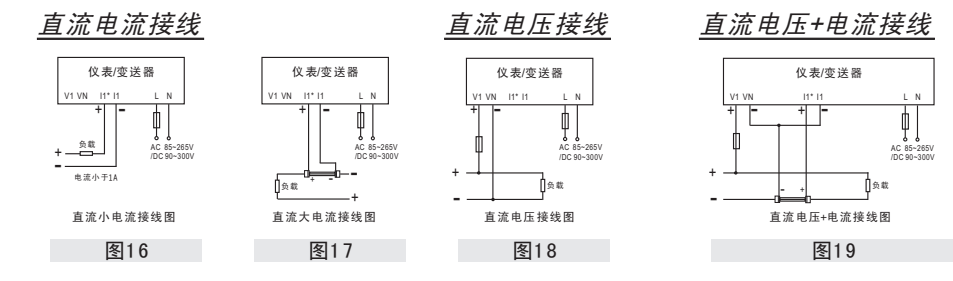 直流电流接线
直流电压接线
直流电压+电流接线
仪表/变送器
V1 VN I1* I1 L N
+ -
负载
+
-
电流小于1A
AC 85~265V
/DC 90~300V
直流小电流接线图
图16
仪表/变送器
V1 VN I1* I1 L N
+ -
AC 85~265V
/DC 90~300V
+ - -
负载
+
直流大电流接线图
图17
仪表/变送器
V1 VN I1* I1 L N
+ -
AC 85~265V
/DC 90~300V
+
负载
-
直流电压接线图
图18
仪表/变送器
V1 VN I1* I1 L N
+ - + -
AC 85~265V
/DC 90~300V
+
- +
负载
-
直流电压+电流接线图
图19